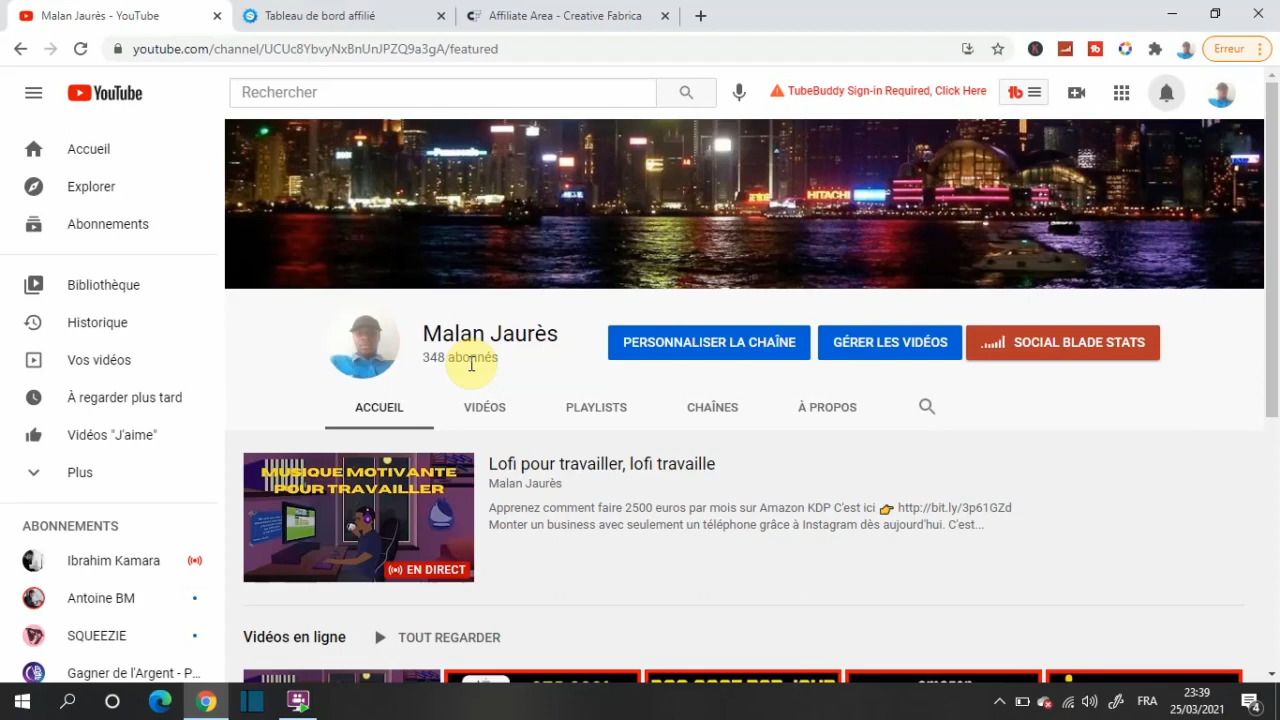 Malan Jaurès - YouTube
Tableau de bord affilié
Affiliate Area - Creative Fabrica
youtube.com/channel/UCUc8YbvyNx8nUnJPZQ9a3gA/featured
Erreur
YouTube
Rechercher
TubeBuddy Sign-in Required, Click Here
Accueil
Explorer
Abonnements
Bibliothèque
Historique
Vos vidéos
À regarder plus tard
Vidéos "J'aime"
Plus
ABONNEMENTS
Ibrahim Kamara
Antoine BM
SQUEEZIE
Gagner de l'Argent - P...
Panasonic
HITACHI
Malan Jaurès
348 abonnés
PERSONNALISER LA CHAÎNE
GÉRER LES VIDÉOS
SOCIAL BLADE STATS
ACCUEIL
VIDÉOS
PLAYLISTS
CHAÎNES
À PROPOS
MUSIQUE MOTIVANTE
POUR TRAVAILLER
EN DIRECT
Lofi pour travailler, lofi travaille
Malan Jaurès
Apprenez comment faire 2500 euros par mois sur Amazon KDP C'est ici 👉 http://bit.ly/3p61GZd
Monter un business avec seulement un téléphone grâce à Instagram dès aujourd'hui. C'est...
Vidéos en ligne
TOUT REGARDER
FRA
23:39
25/03/2021
4